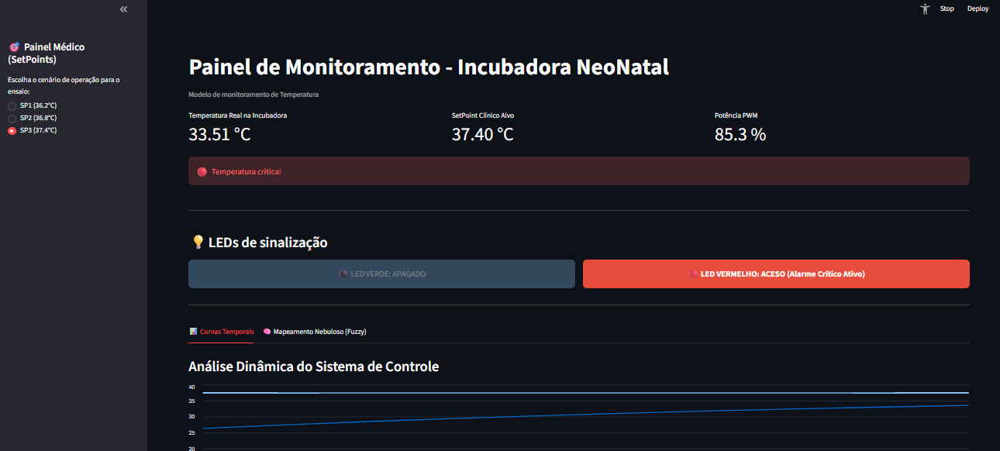 Stop
Deploy
Painel Médico
(SetPoints)
Escolha o cenário de operação para o
ensaio:
SP1 (36.2°C)
SP2 (36.8°C)
SP3 (37.4°C)
Painel de Monitoramento - Incubadora NeoNatal
Modelo de monitoramento de Temperatura
Temperatura Real na Incubadora
33.51 °C
SetPoint Clínico Alvo
37.40 °C
Potência PWM
85.3 %
Temperatura crítica!
LEDs de sinalização
LED VERDE: APAGADO
LED VERMELHO: ACESO (Alarme Crítico Ativo)
Curvas Temporais
Mapeamento Nebuloso (Fuzzy)
Análise Dinâmica do Sistema de Controle
40
35
30
25
20